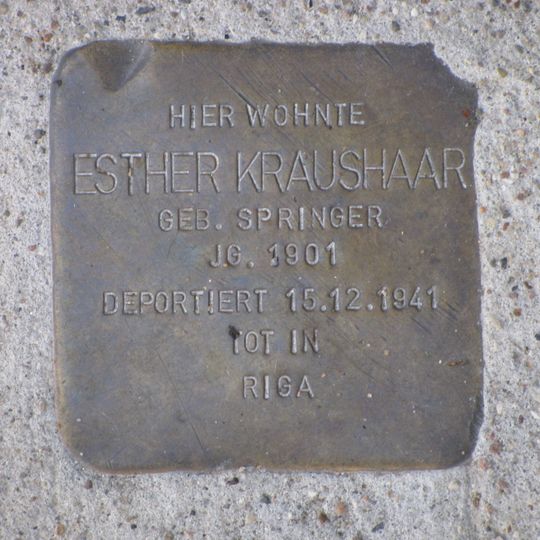 HIER WOHNTE
ESTHER KRAUSHAAR
GEB. SPRINGER
JG. 1901
DEPORTIERT 15.12.1941
TOT IN
RIGA